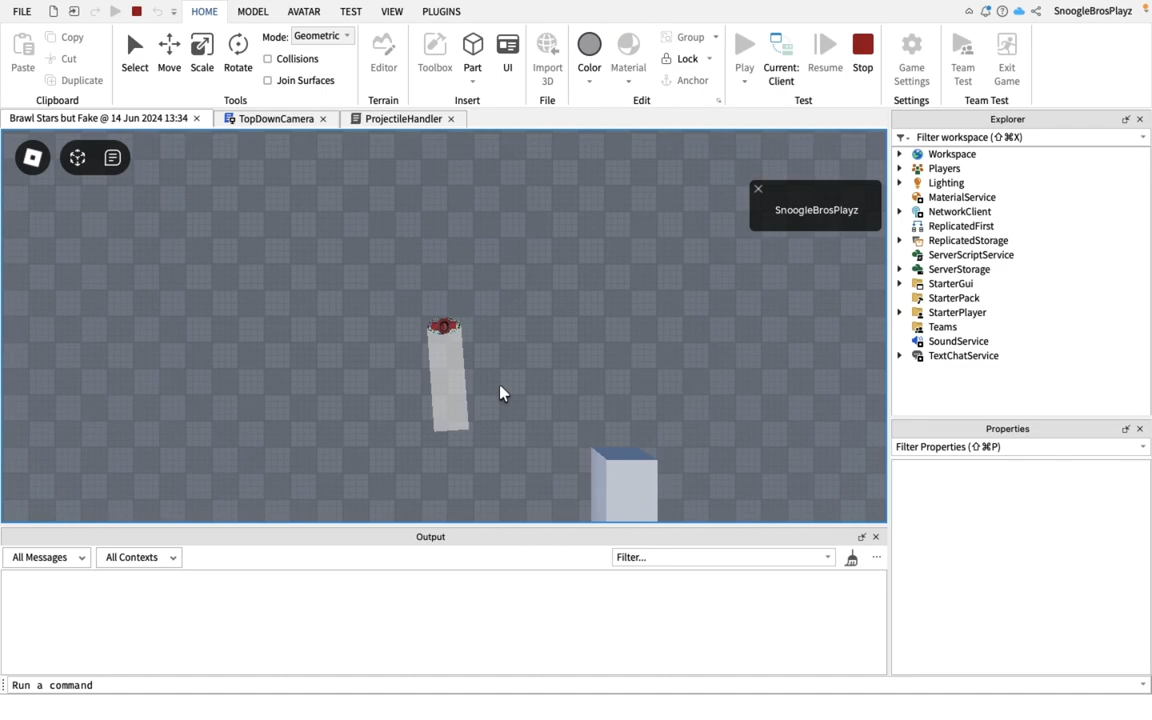 FILE HOME MODEL AVATAR TEST VIEW PLUGINS SnoogleBrosPlayz
Paste
Copy
Cut
Duplicate
Clipboard
Select Move Scale Rotate
Mode: Geometric
Collisions
Join Surfaces
Tools
Editor
Terrain
Toolbox Part UI
Insert
Import
3D
File
Color Material
Group
Lock
Anchor
Edit
Play Current:
Client Resume Stop
Test
Game
Settings
Settings
Team
Test Exit
Game
Team Test
Brawl Stars but Fake @ 14 Jun 2024 13:34 TopDownCamera ProjectileHandler
SnoogleBrosPlayz
Explorer
Filter workspace (⇧⌘X)
Workspace
Players
Lighting
MaterialService
NetworkClient
ReplicatedFirst
ReplicatedStorage
ServerScriptService
ServerStorage
StarterGui
StarterPack
StarterPlayer
Teams
SoundService
TextChatService
Properties
Filter Properties (⇧⌘P)
Output
All Messages All Contexts Filter... ...
Run a command